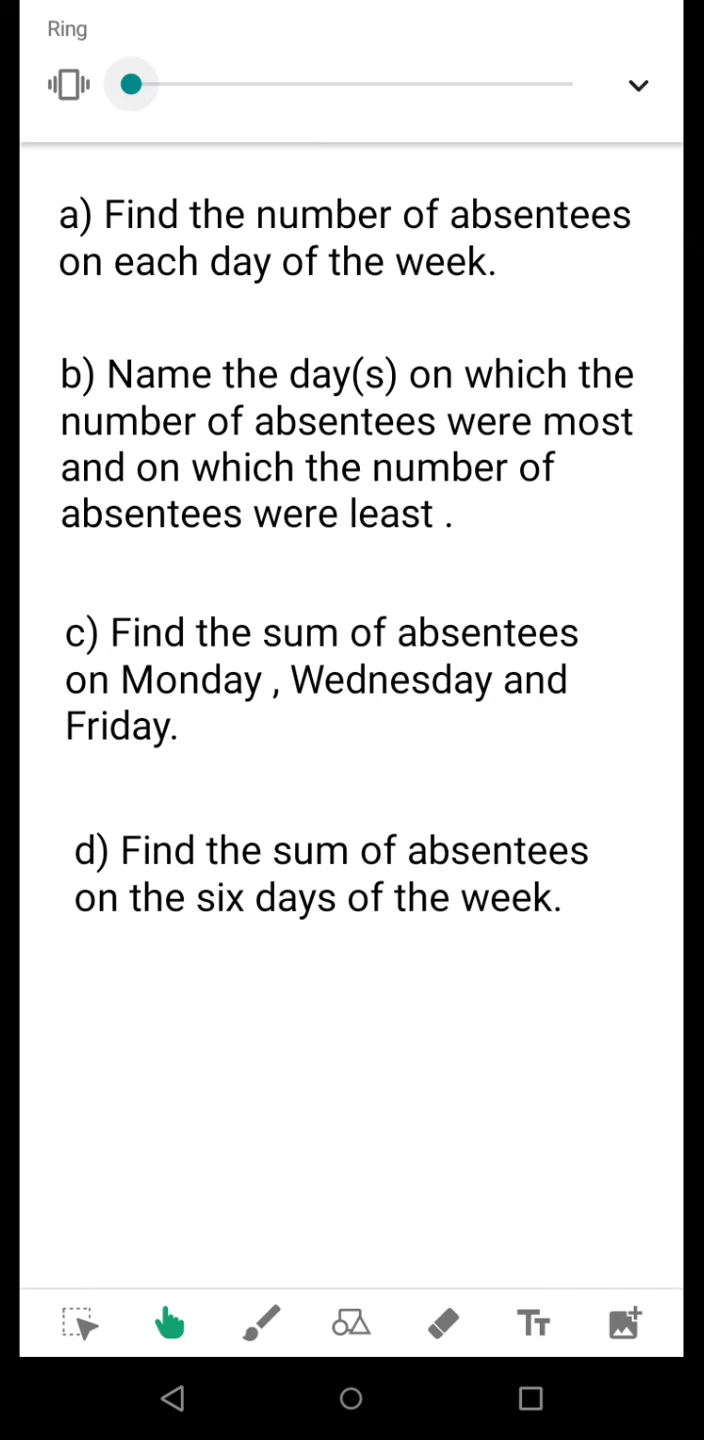 Ring
a) Find the number of absentees
on each day of the week.
b) Name the day(s) on which the
number of absentees were most
and on which the number of
absentees were least .
c) Find the sum of absentees
on Monday , Wednesday and
Friday.
d) Find the sum of absentees
on the six days of the week.
TT